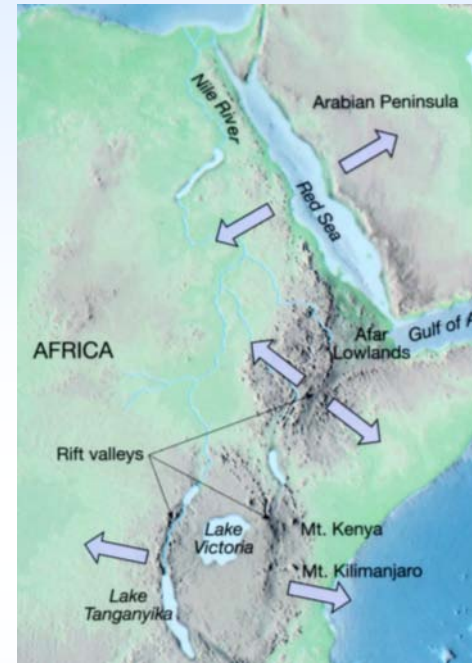 Nile River
Arabian Peninsula
Red Sea
AFRICA
Afar
Lowlands
Gulf of A
Rift valleys
Lake
Victoria
Mt. Kenya
Mt. Kilimanjaro
Lake
Tanganyika